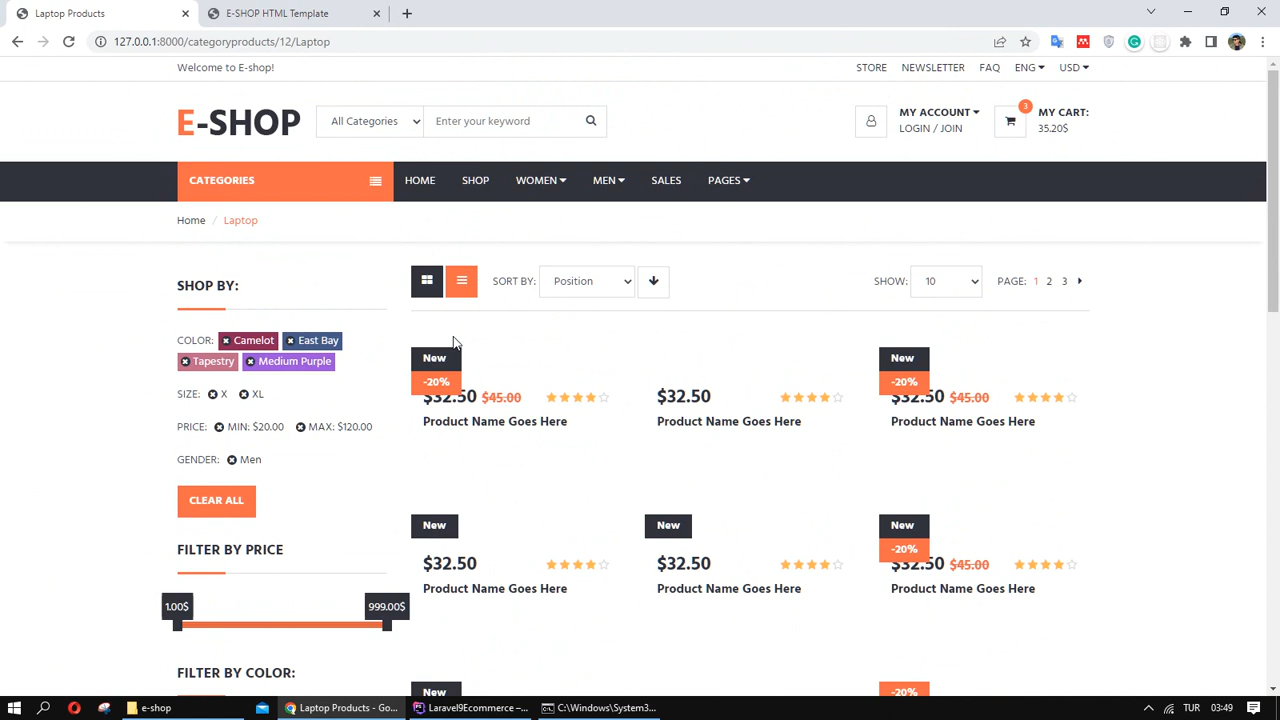 Laptop Products
E-SHOP HTML Template
127.0.0.1:8000/categoryproducts/12/Laptop
Welcome to E-shop!
STORE NEWSLETTER FAQ ENG USD
E-SHOP
All Categories
Enter your keyword
MY ACCOUNT
LOGIN / JOIN
3
MY CART:
35.20$
CATEGORIES
HOME SHOP WOMEN MEN SALES PAGES
Home / Laptop
SHOP BY:
COLOR: Camelot East Bay
Tapestry Medium Purple
SIZE: X XL
PRICE: MIN: $20.00 MAX: $120.00
GENDER: Men
CLEAR ALL
FILTER BY PRICE
1.00$ 999.00$
FILTER BY COLOR:
SORT BY: Position
SHOW: 10
PAGE: 1 2 3
New
-20%
$32.50 $45.00
Product Name Goes Here
$32.50
Product Name Goes Here
New
-20%
$32.50 $45.00
Product Name Goes Here
New
$32.50
Product Name Goes Here
New
$32.50
Product Name Goes Here
New
-20%
$32.50 $45.00
Product Name Goes Here
New
-20%
e-shop
Laptop Products - Go...
Laravel9Ecommerce –...
C:\Windows\System3...
TUR
03:49